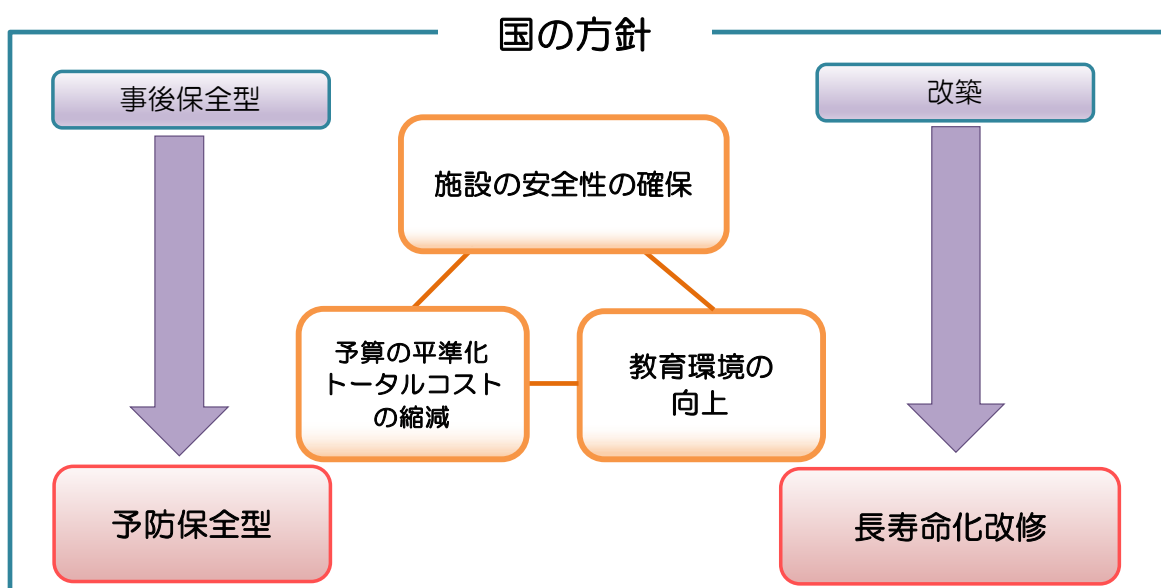 国の方針
事後保全型
改築
施設の安全性の確保
予算の平準化
トータルコスト
の縮減
教育環境の
向上
予防保全型
長寿命化改修